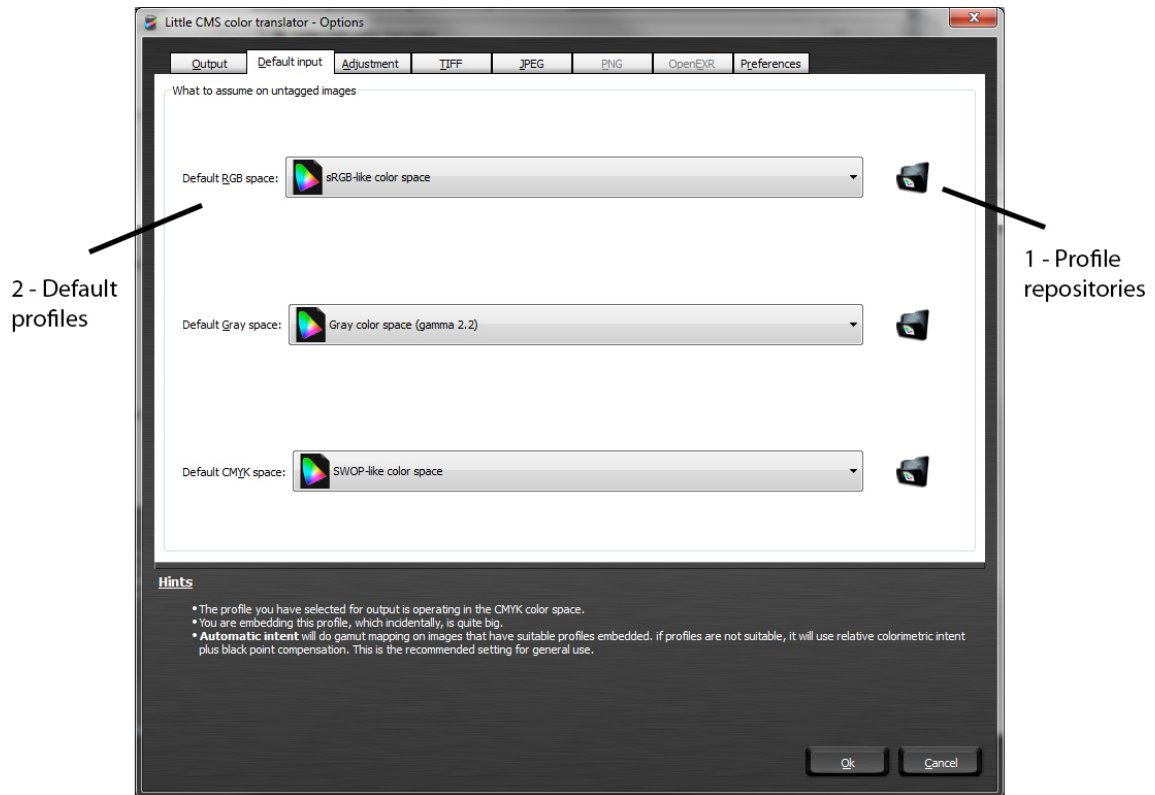 Little CMS color translator - Options
Output
Default input
Adjustment
TIFF
JPEG
PNG
OpenEXR
Preferences
What to assume on untagged images
Default RGB space:
sRGB-like color space
1 - Profile
repositories
2 - Default
profiles
Default Gray space:
Gray color space (gamma 2.2)
Default CMYK space:
SWOP-like color space
Hints
• The profile you have selected for output is operating in the CMYK color space.
• You are embedding this profile, which incidentally, is quite big.
• Automatic intent will do gamut mapping on images that have suitable profiles embedded. if profiles are not suitable, it will use relative colorimetric intent
plus black point compensation. This is the recommended setting for general use.
Ok
Cancel